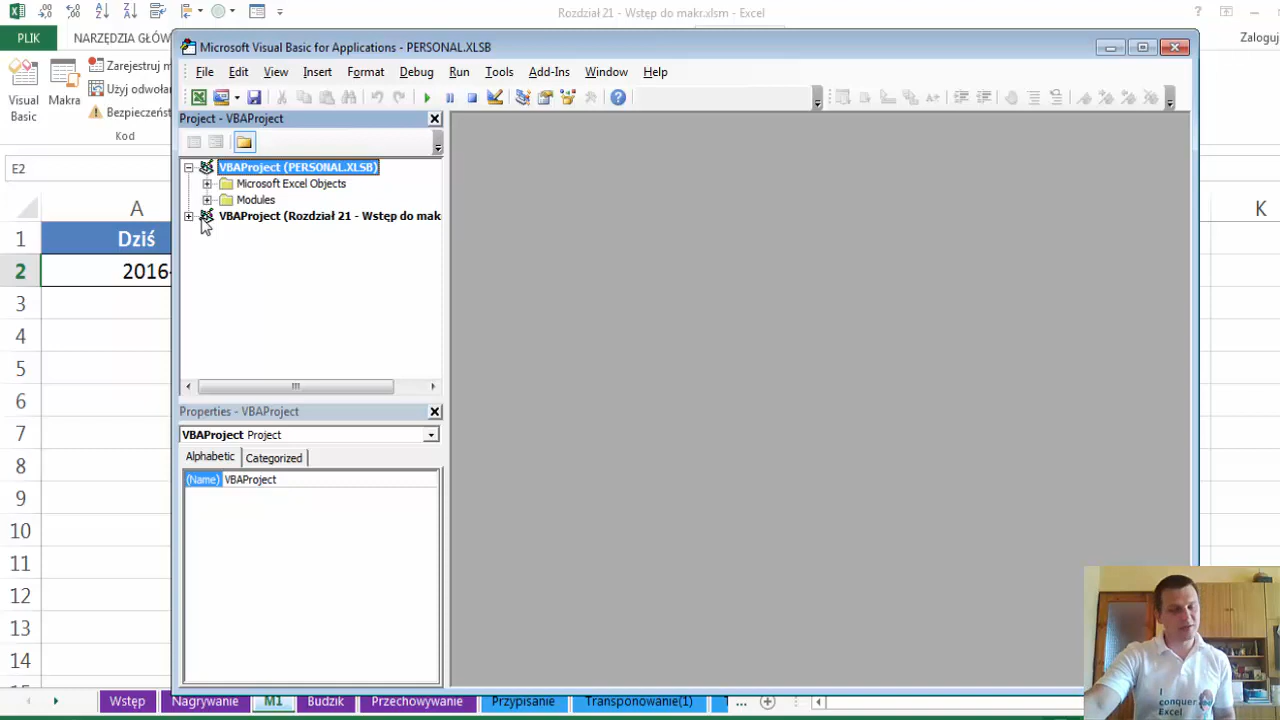 Rozdział 21 - Wstęp do makr.xlsm - Excel
PLIK
NARZĘDZIA GŁÓW
Zaloguj
Microsoft Visual Basic for Applications - PERSONAL.XLSB
File Edit View Insert Format Debug Run Tools Add-Ins Window Help
Visual Basic
Makra
Zarejestruj m
Użyj odwoła
Bezpieczeńs
Kod
E2
Project - VBAProject
VBAProject (PERSONAL.XLSB)
Microsoft Excel Objects
Modules
VBAProject (Rozdział 21 - Wstęp do mak
Properties - VBAProject
VBAProject Project
Alphabetic Categorized
(Name) VBAProject
A
K
1 Dziś
2 2016-
3
4
5
6
7
8
9
10
11
12
13
14
I
conquer
Excel
Wstęp Nagrywanie M1 Budzik Przechowywanie Przypisanie Transponowanie(1) ...